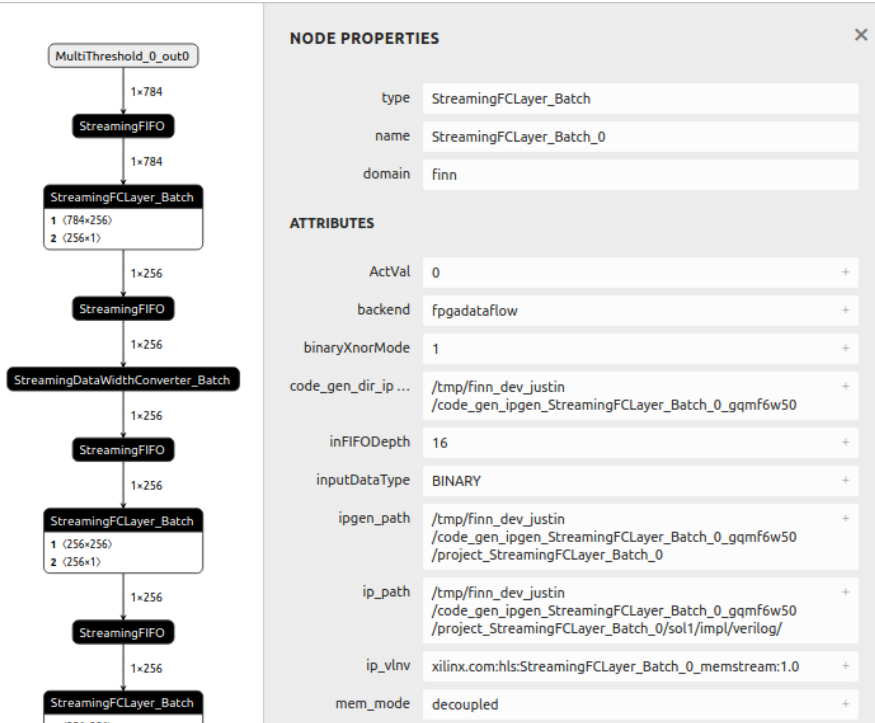 MultiThreshold_0_out0
1×784
StreamingFIFO
1×784
StreamingFCLayer_Batch
1 〈784×256〉
2 〈256×1〉
1×256
StreamingFIFO
1×256
StreamingDataWidthConverter_Batch
1×256
StreamingFIFO
1×256
StreamingFCLayer_Batch
1 〈256×256〉
2 〈256×1〉
1×256
StreamingFIFO
1×256
StreamingFCLayer_Batch
NODE PROPERTIES ×
type StreamingFCLayer_Batch
name StreamingFCLayer_Batch_0
domain finn
ATTRIBUTES
ActVal 0 +
backend fpgadataflow +
binaryXnorMode 1 +
code_gen_dir_ip ... /tmp/finn_dev_justin +
/code_gen_ipgen_StreamingFCLayer_Batch_0_gqmf6w50
inFIFODepth 16 +
inputDataType BINARY +
ipgen_path /tmp/finn_dev_justin +
/code_gen_ipgen_StreamingFCLayer_Batch_0_gqmf6w50
/project_StreamingFCLayer_Batch_0
ip_path /tmp/finn_dev_justin +
/code_gen_ipgen_StreamingFCLayer_Batch_0_gqmf6w50
/project_StreamingFCLayer_Batch_0/sol1/impl/verilog/
ip_vlnv xilinx.com:hls:StreamingFCLayer_Batch_0_memstream:1.0 +
mem_mode decoupled +